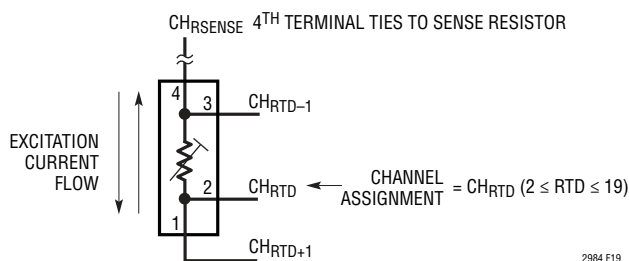 CHRSENSE 4TH TERMINAL TIES TO SENSE RESISTOR
4
3
CHRTD–1
EXCITATION
CURRENT
FLOW
2
CHRTD
CHANNEL
ASSIGNMENT = CHRTD (2 ≤ RTD ≤ 19)
1
CHRTD+1
2984 F19